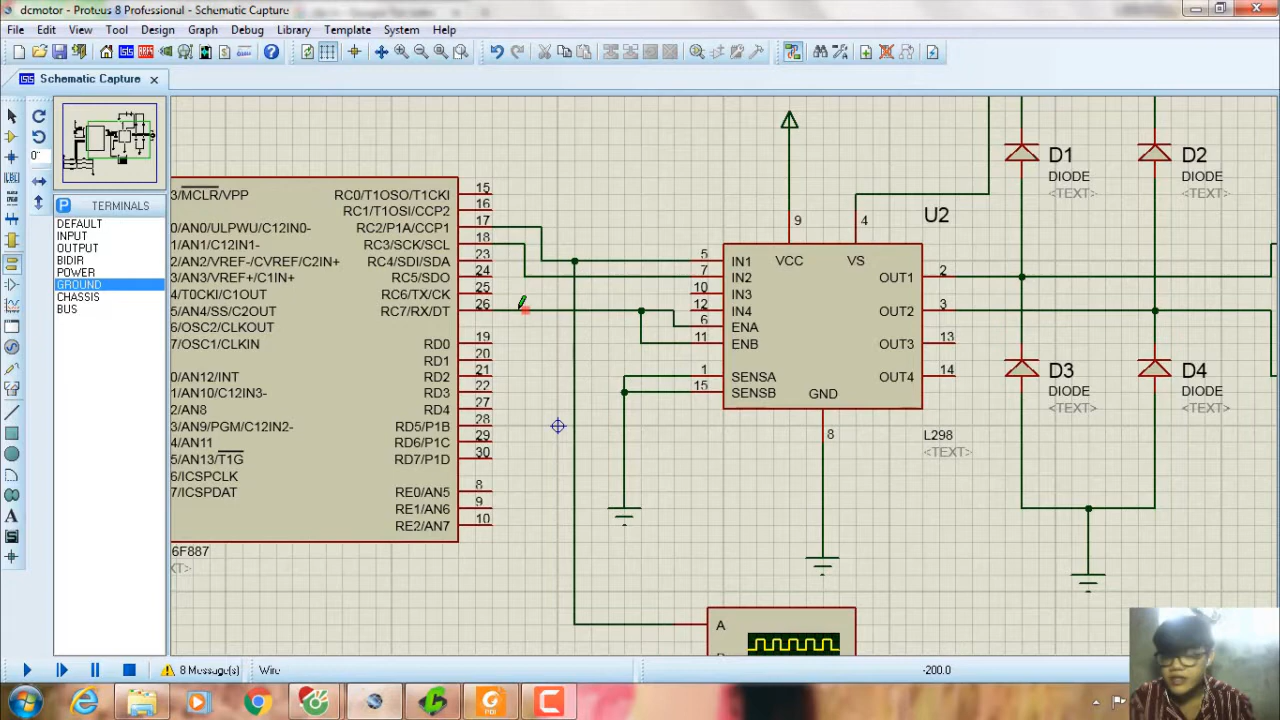 dcmotor - Proteus 8 Professional - Schematic Capture
File Edit View Tool Design Graph Debug Library Template System Help
Schematic Capture
0°
P TERMINALS
DEFAULT
INPUT
OUTPUT
BIDIR
POWER
GROUND
CHASSIS
BUS
3/MCLR/VPP
0/AN0/ULPWU/C12IN0-
1/AN1/C12IN1-
2/AN2/VREF-/CVREF/C2IN+
3/AN3/VREF+/C1IN+
4/T0CKI/C1OUT
5/AN4/SS/C2OUT
6/OSC2/CLKOUT
7/OSC1/CLKIN
0/AN12/INT
1/AN10/C12IN3-
2/AN8
3/AN9/PGM/C12IN2-
4/AN11
5/AN13/T1G
6/ICSPCLK
7/ICSPDAT
RC0/T1OSO/T1CKI 15
RC1/T1OSI/CCP2 16
RC2/P1A/CCP1 17
RC3/SCK/SCL 18
RC4/SDI/SDA 23
RC5/SDO 24
RC6/TX/CK 25
RC7/RX/DT 26
RD0 19
RD1 20
RD2 21
RD3 22
RD4 27
RD5/P1B 28
RD6/P1C 29
RD7/P1D 30
RE0/AN5 8
RE1/AN6 9
RE2/AN7 10
6F887
XT>
9
4
U2
5 IN1
7 IN2
10 IN3
12 IN4
6 ENA
11 ENB
1 SENSA
15 SENSB
VCC
VS
OUT1 2
OUT2 3
OUT3 13
OUT4 14
GND
8
L298
<TEXT>
D1
DIODE
<TEXT>
D2
DIODE
<TEXT>
D3
DIODE
<TEXT>
D4
DIODE
<TEXT>
A
8 Message(s)
Wire
-200.0